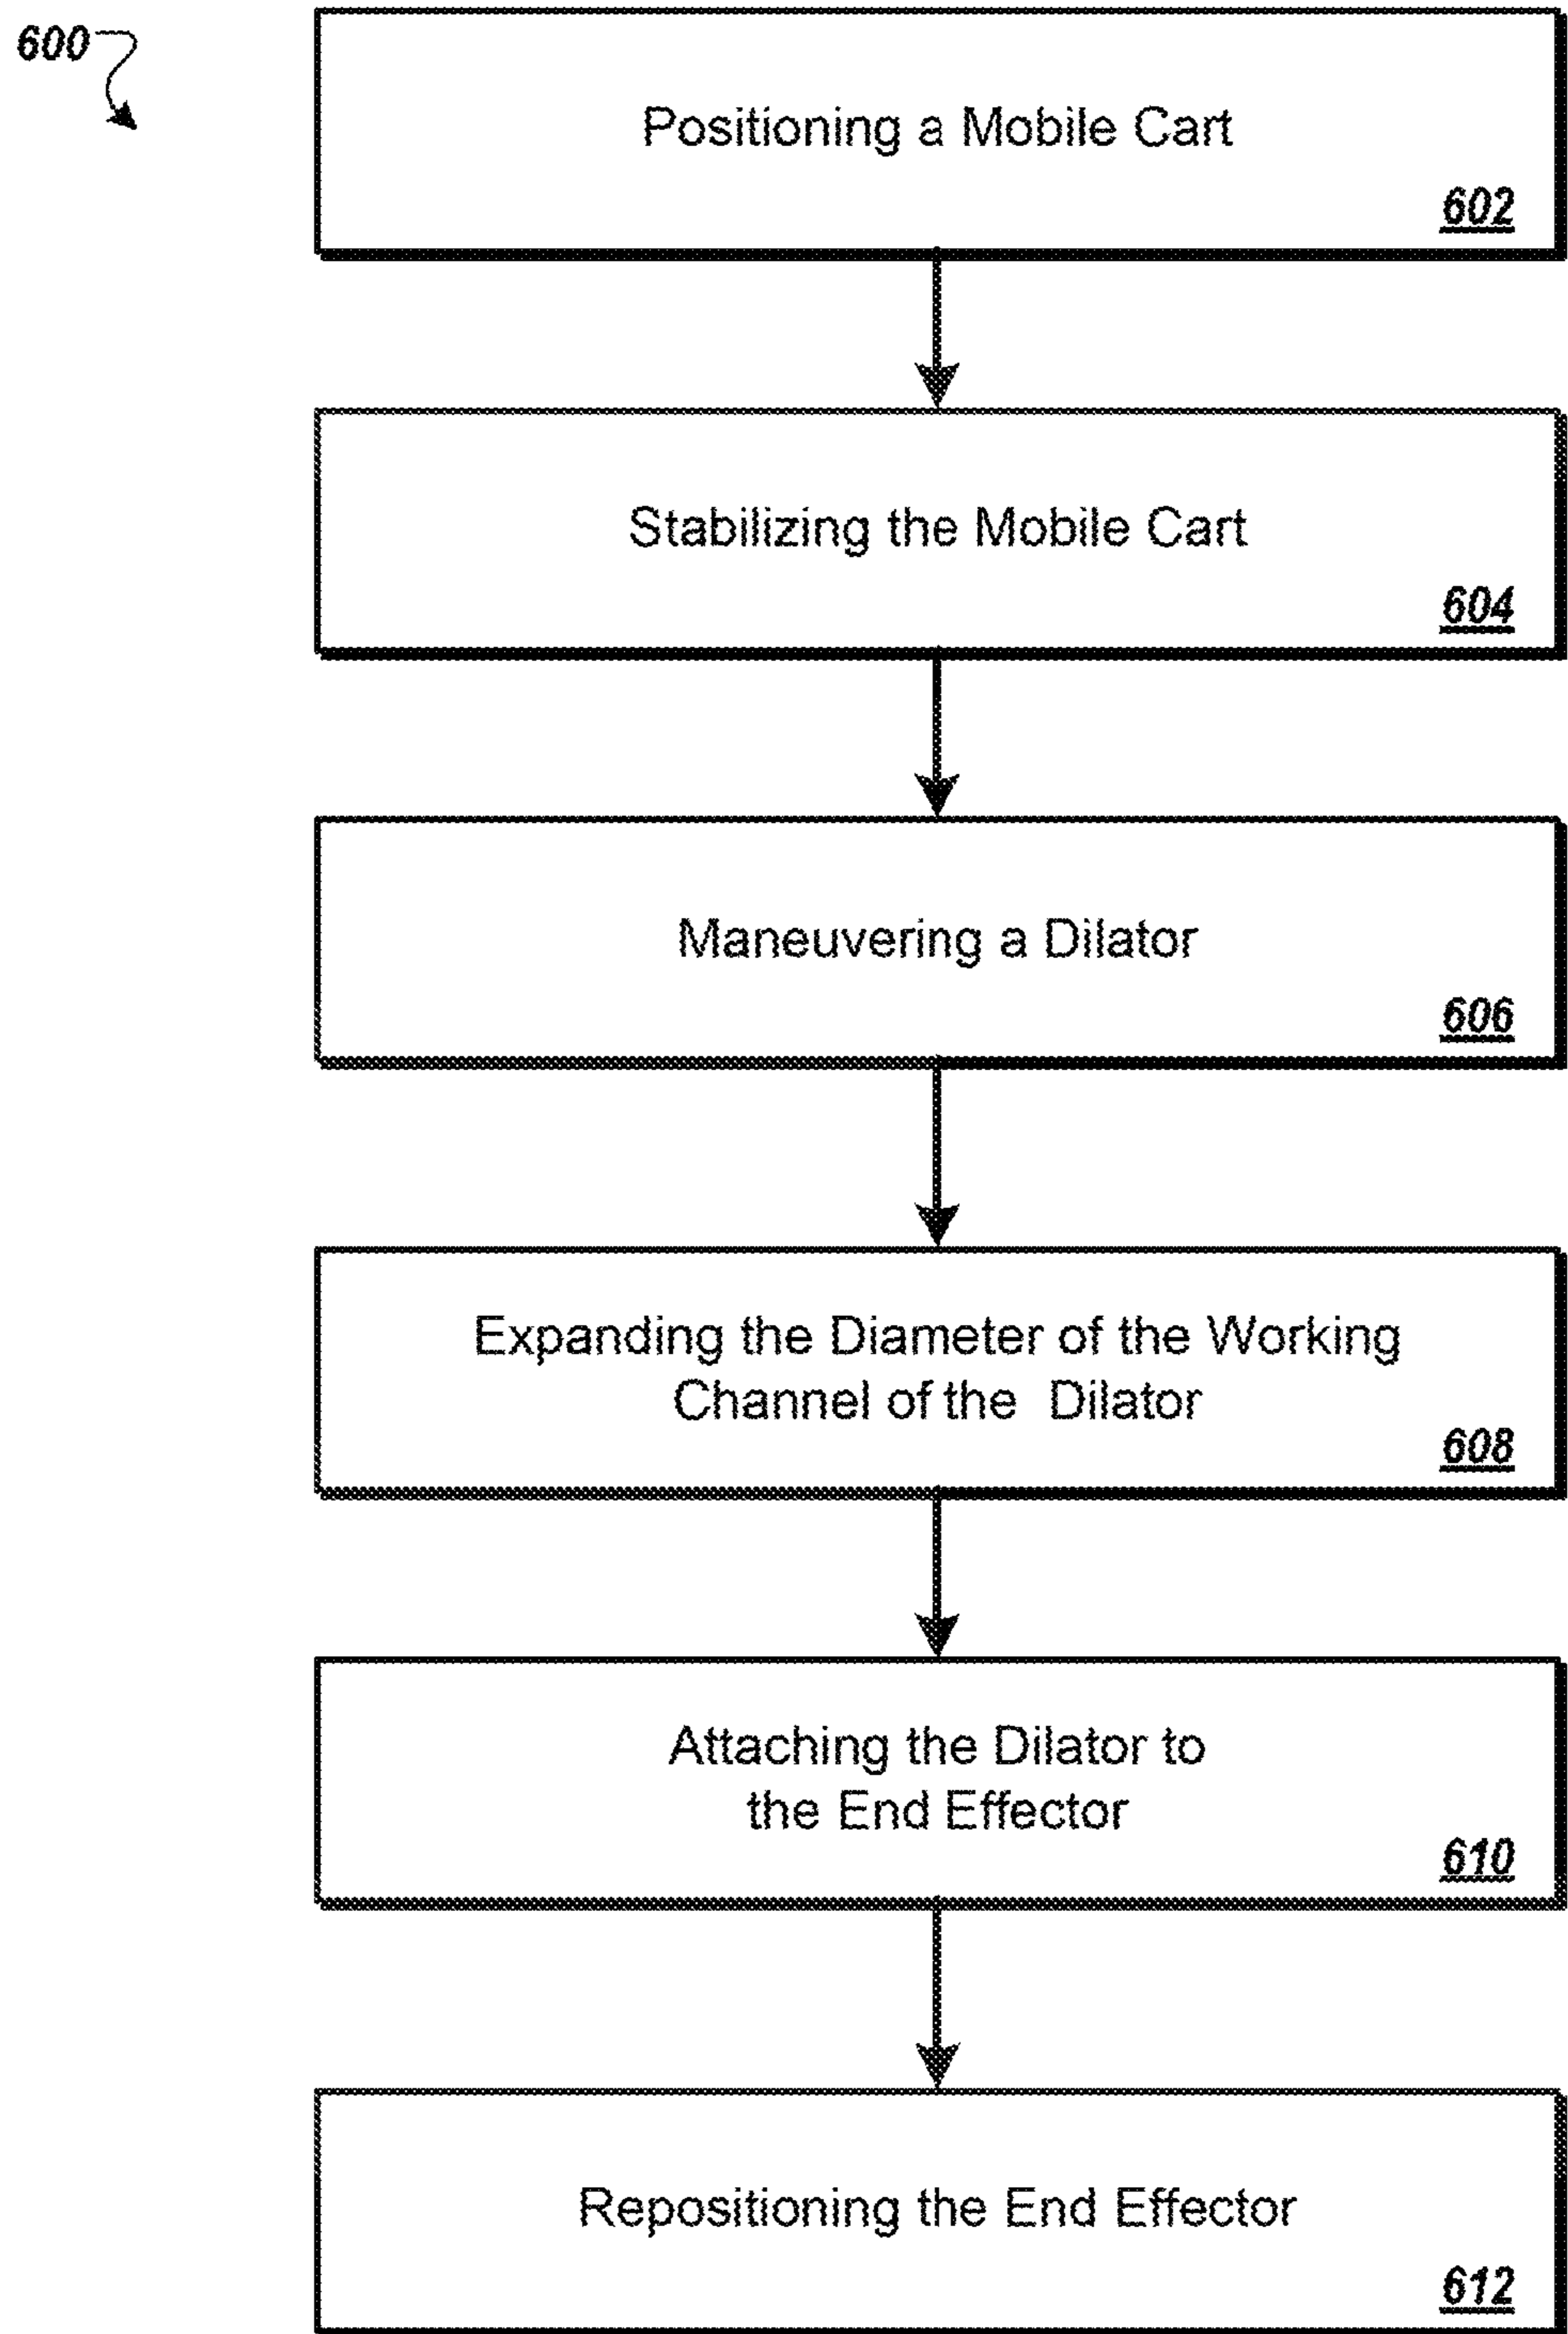 600
Positioning a Mobile Cart
602
Stabilizing the Mobile Cart
604
Maneuvering a Dilator
606
Expanding the Diameter of the Working
Channel of the Dilator
608
Attaching the Dilator to
the End Effector
610
Repositioning the End Effector
612